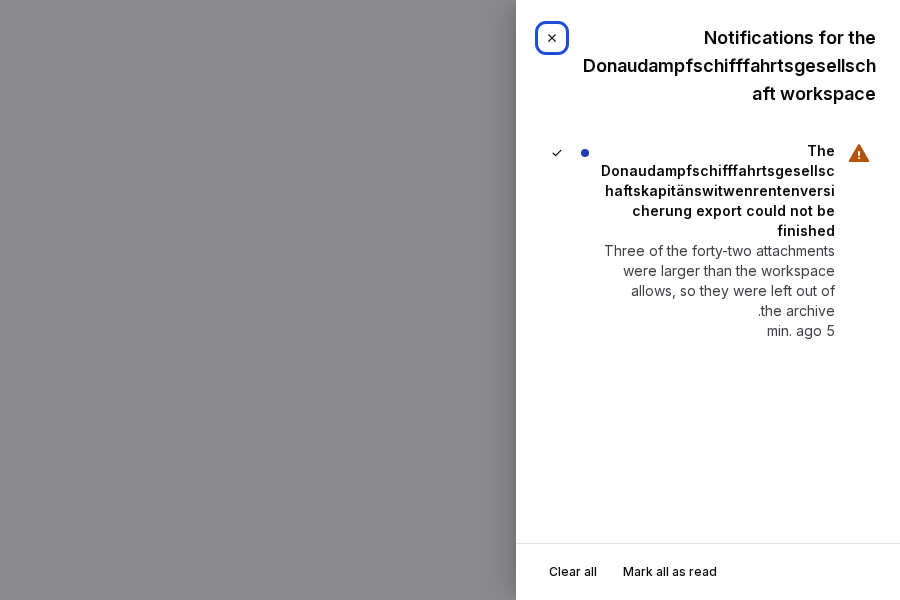 Notifications for the
Donaudampfschifffahrtsgesellsch
aft workspace
The
Donaudampfschifffahrtsgesellsc
haftskapitänswitwenrentenversi
cherung export could not be
finished
Three of the forty-two attachments
were larger than the workspace
allows, so they were left out of
.the archive
min. ago 5
Clear all
Mark all as read